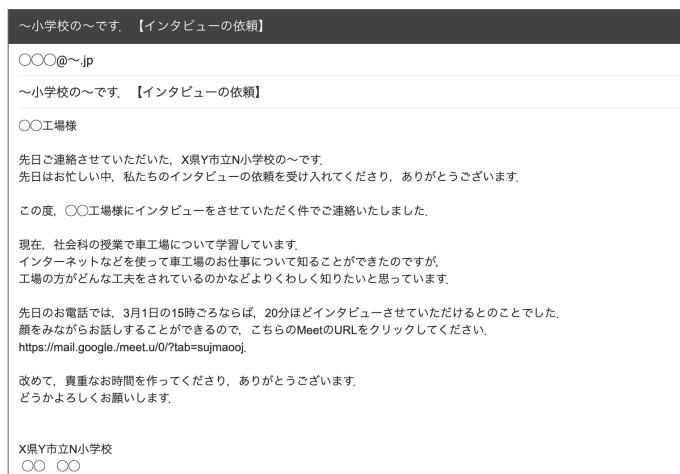 ～小学校の～です．【インタビューの依頼】
◯◯◯@～.jp
～小学校の～です．【インタビューの依頼】
◯◯工場様
先日ご連絡させていただいた，X県Y市立N小学校の～です．
先日はお忙しい中，私たちのインタビューの依頼を受け入れてくださり，ありがとうございます．
この度，◯◯工場様にインタビューをさせていただく件でご連絡いたしました．
現在，社会科の授業で車工場について学習しています．
インターネットなどを使って車工場のお仕事について知ることができたのですが，
工場の方がどんな工夫をされているのかなどよりくわしく知りたいと思っています．
先日のお電話では，3月1日の15時ごろならば，20分ほどインタビューさせていただけるとのことでした．
顔をみながらお話しすることができるので，こちらのMeetのURLをクリックしてください．
https://mail.google./meet.u/0/?tab=sujmaooj.
改めて，貴重なお時間を作ってくださり，ありがとうございます．
どうかよろしくお願いします．
X県Y市立N小学校
◯◯　◯◯